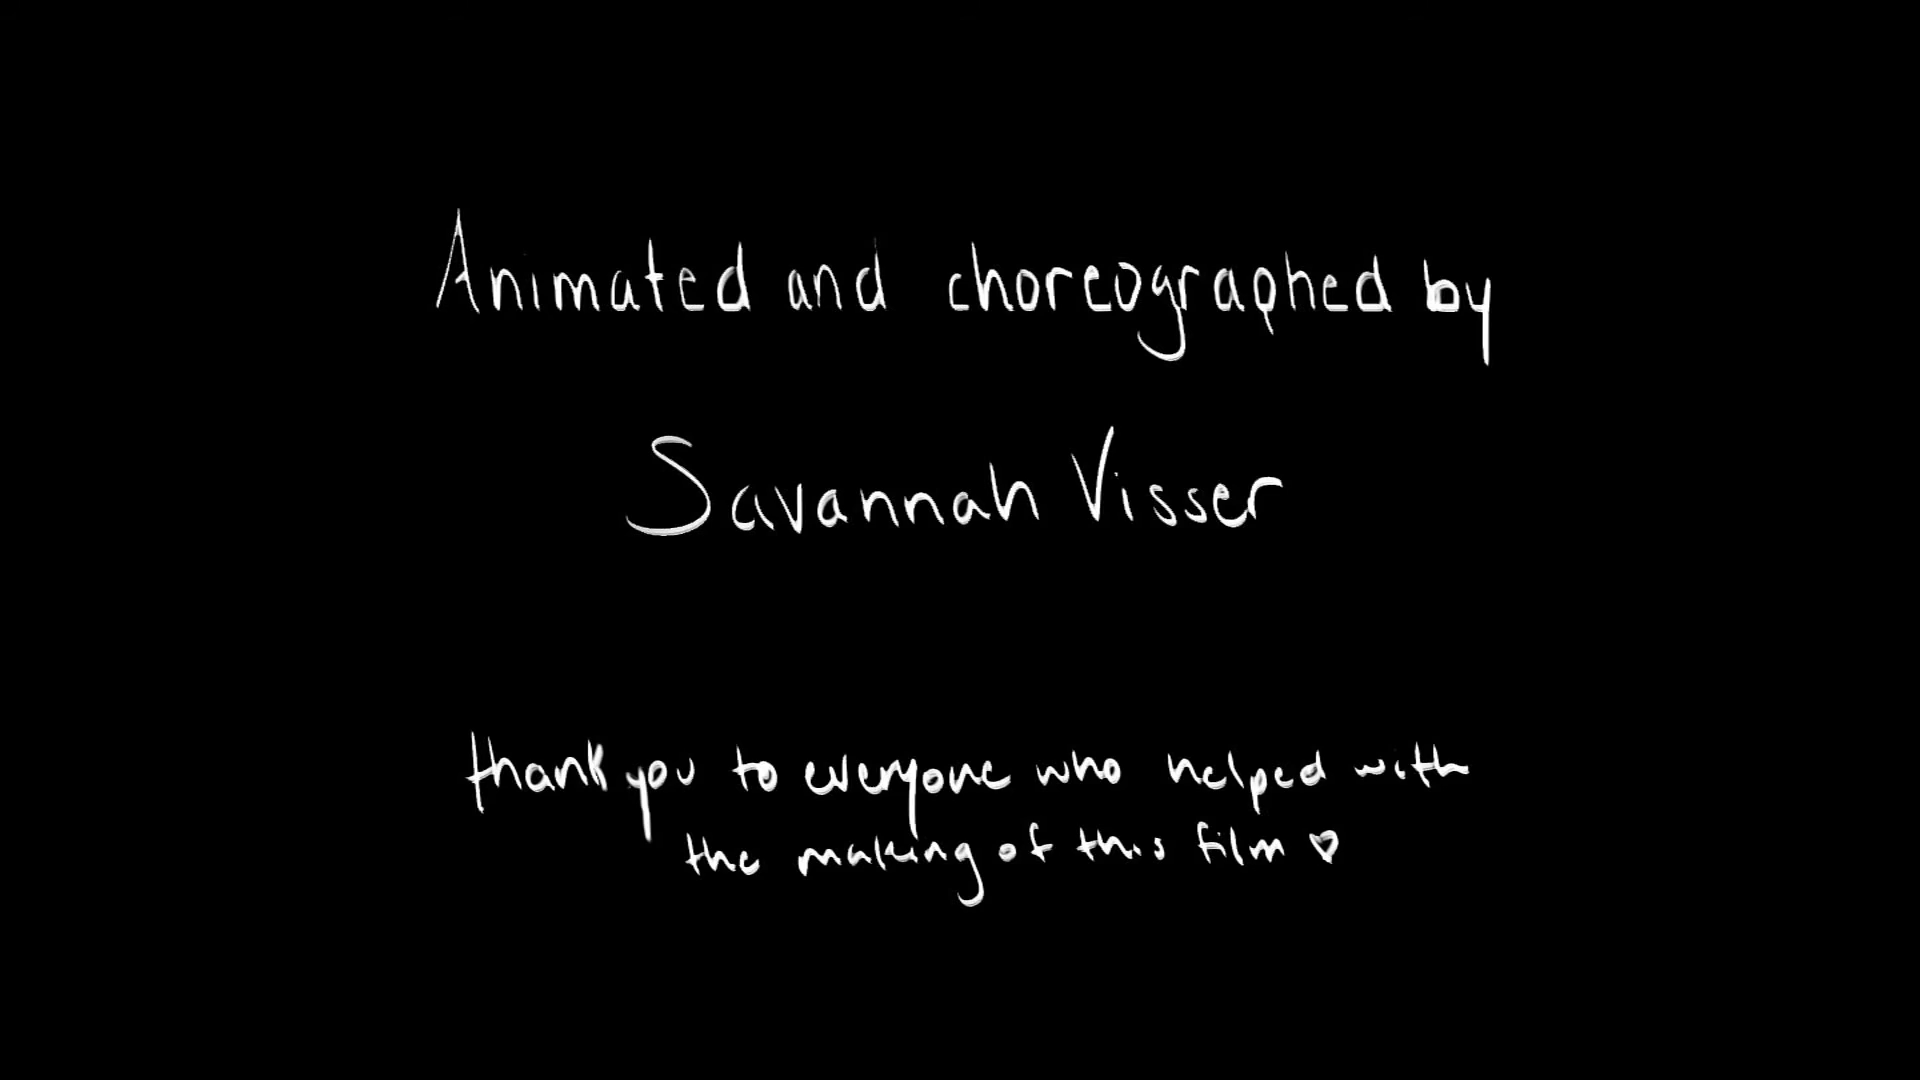 Animated and choreographed by
Savannah Visser
thank you to everyone who helped with
the making of this film ♡